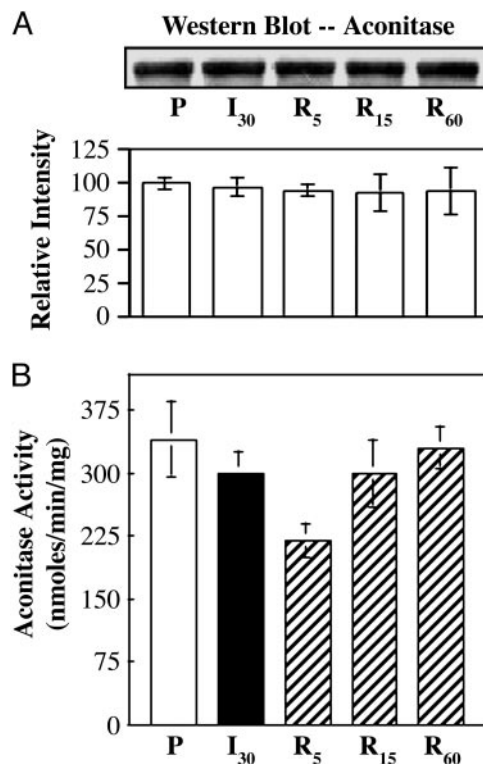 A
Western Blot -- Aconitase
P I₃₀ R₅ R₁₅ R₆₀
Relative Intensity
125
100
75
50
25
0
B
Aconitase Activity
(nmoles/min/mg)
375
300
225
150
75
0
P I₃₀ R₅ R₁₅ R₆₀